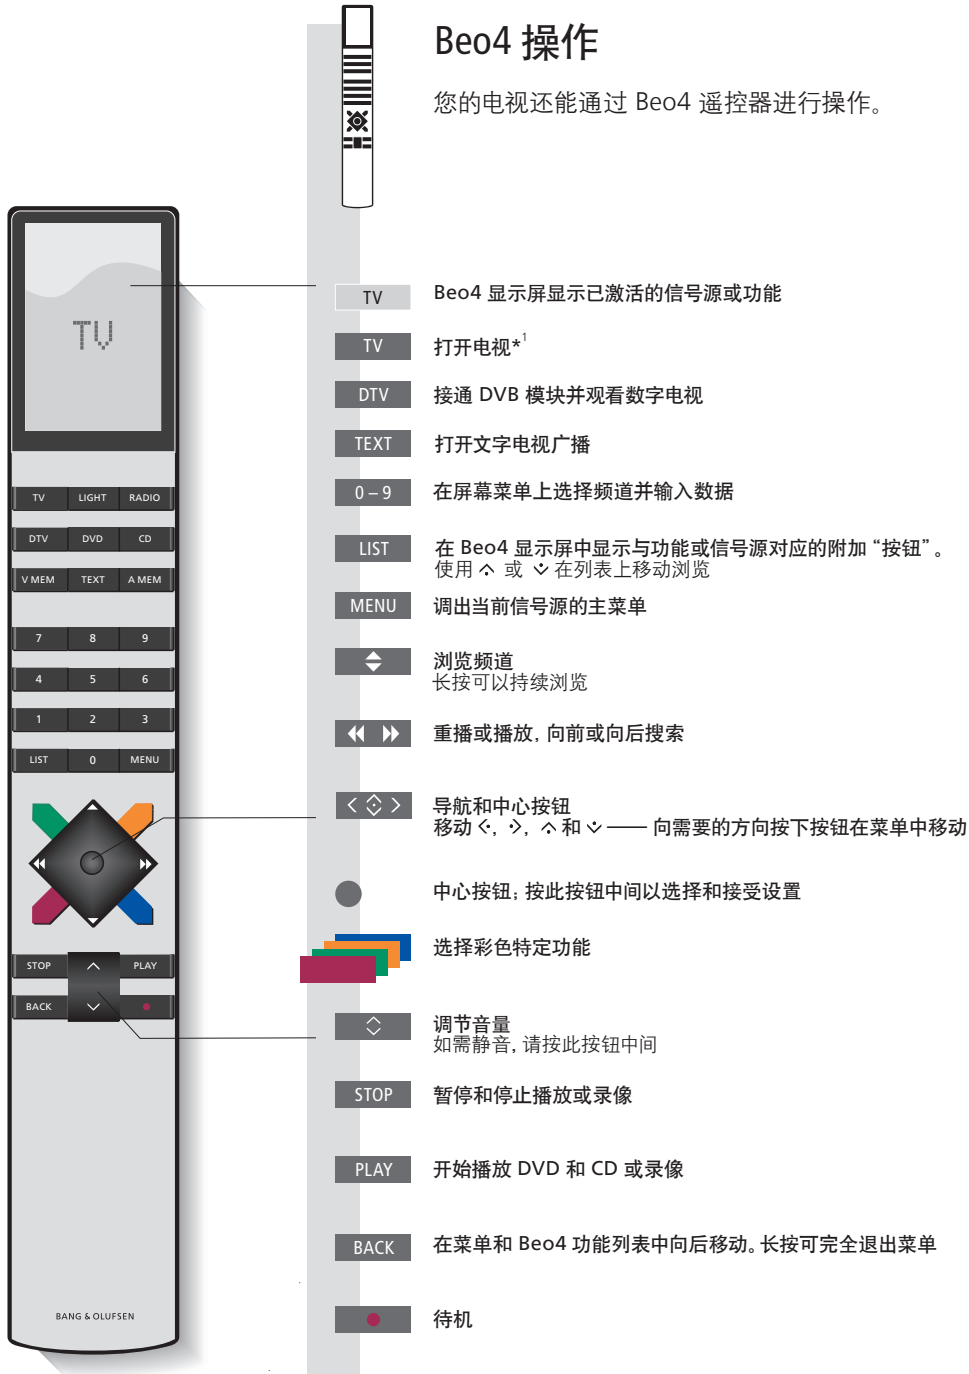 Beo4 操作
您的电视还能通过 Beo4 遥控器进行操作。
TV
TV LIGHT RADIO
DTV DVD CD
V MEM TEXT A MEM
7 8 9
4 5 6
1 2 3
LIST 0 MENU
STOP PLAY
BACK
BANG & OLUFSEN
TV Beo4 显示屏显示已激活的信号源或功能
TV 打开电视*1
DTV 接通 DVB 模块并观看数字电视
TEXT 打开文字电视广播
0 – 9 在屏幕菜单上选择频道并输入数据
LIST 在 Beo4 显示屏中显示与功能或信号源对应的附加 “按钮” 。
使用 或 在列表上移动浏览
MENU 调出当前信号源的主菜单
浏览频道
长按可以持续浏览
重播或播放, 向前或向后搜索
导航和中心按钮
移动 , , 和 —— 向需要的方向按下按钮在菜单中移动
中心按钮; 按此按钮中间以选择和接受设置
选择彩色特定功能
调节音量
如需静音, 请按此按钮中间
STOP 暂停和停止播放或录像
PLAY 开始播放 DVD 和 CD 或录像
BACK 在菜单和 Beo4 功能列表中向后移动。长按可完全退出菜单
待机